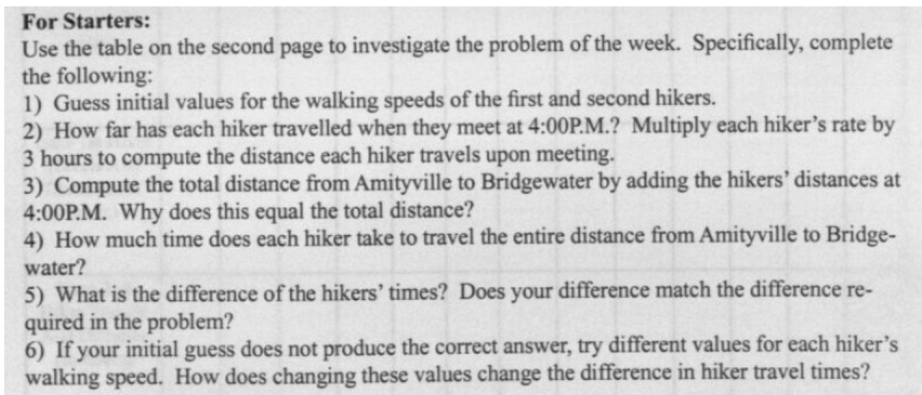 For Starters:
Use the table on the second page to investigate the problem of the week. Specifically, complete
the following:
1) Guess initial values for the walking speeds of the first and second hikers.
2) How far has each hiker travelled when they meet at 4:00P.M.? Multiply each hiker's rate by
3 hours to compute the distance each hiker travels upon meeting.
3) Compute the total distance from Amityville to Bridgewater by adding the hikers' distances at
4:00P.M. Why does this equal the total distance?
4) How much time does each hiker take to travel the entire distance from Amityville to Bridge-
water?
5) What is the difference of the hikers' times? Does your difference match the difference re-
quired in the problem?
6) If your initial guess does not produce the correct answer, try different values for each hiker's
walking speed. How does changing these values change the difference in hiker travel times?